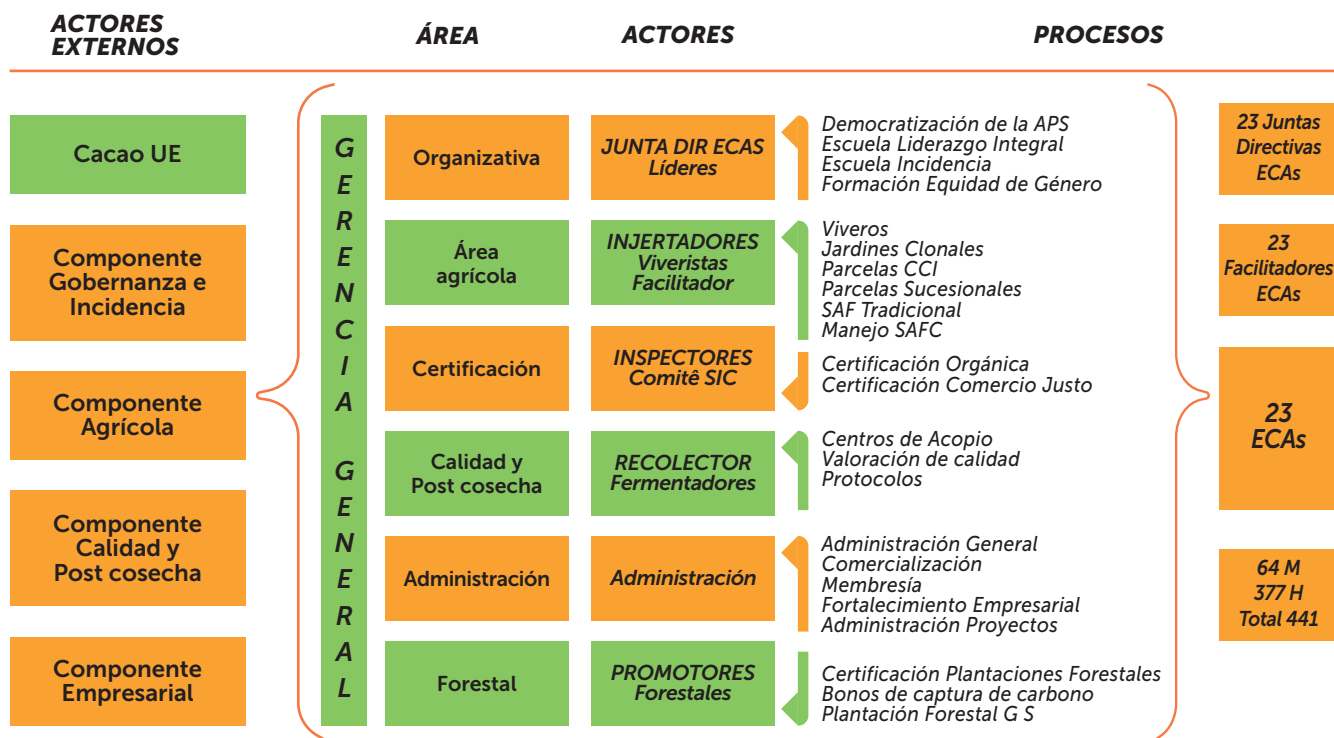 ACTORES
EXTERNOS
ÁREA
ACTORES
PROCESOS
Cacao UE
Componente
Gobernanza e
Incidencia
Componente
Agrícola
Componente
Calidad y
Post cosecha
Componente
Empresarial
GERENCIA GENERAL
Organizativa
JUNTA DIR ECAS
Líderes
Democratización de la APS
Escuela Liderazgo Integral
Escuela Incidencia
Formación Equidad de Género
Área
agrícola
INJERTADORES
Viveristas
Facilitador
Viveros
Jardines Clonales
Parcelas CCI
Parcelas Sucesionales
SAF Tradicional
Manejo SAFC
Certificación
INSPECTORES
Comitê SIC
Certificación Orgánica
Certificación Comercio Justo
Calidad y
Post cosecha
RECOLECTOR
Fermentadores
Centros de Acopio
Valoración de calidad
Protocolos
Administración
Administración
Administración General
Comercialización
Membresía
Fortalecimiento Empresarial
Administración Proyectos
Forestal
PROMOTORES
Forestales
Certificación Plantaciones Forestales
Bonos de captura de carbono
Plantación Forestal G S
23 Juntas
Directivas
ECAs
23
Facilitadores
ECAs
23
ECAs
64 M
377 H
Total 441